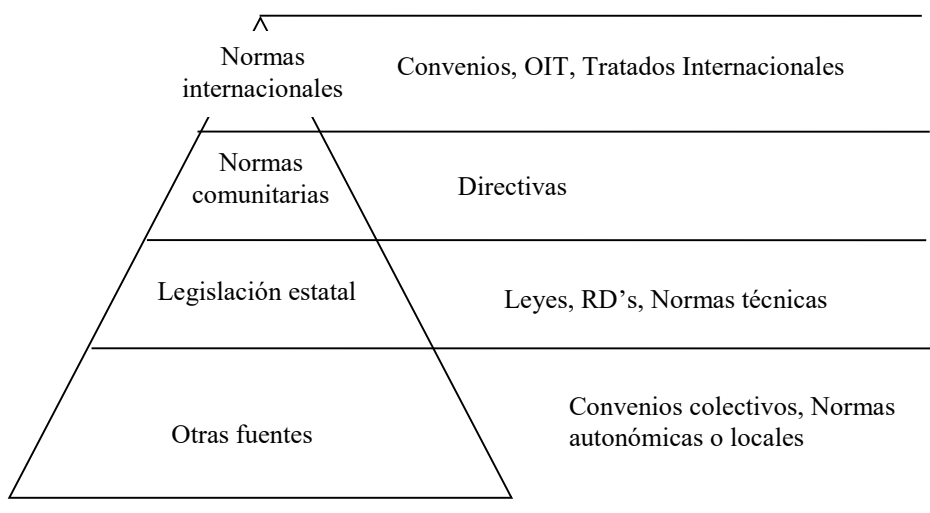 Normas
internacionales
Convenios, OIT, Tratados Internacionales
Normas
comunitarias
Directivas
Legislación estatal
Leyes, RD’s, Normas técnicas
Otras fuentes
Convenios colectivos, Normas
autonómicas o locales